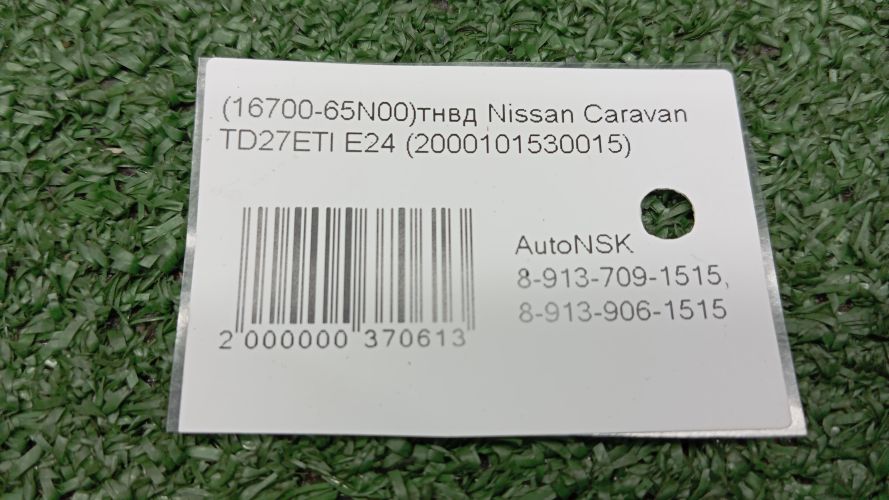 (16700-65N00)тнвд Nissan Caravan
TD27ETI E24 (2000101530015)
AutoNSK
8-913-709-1515,
8-913-906-1515
2 000000 370613